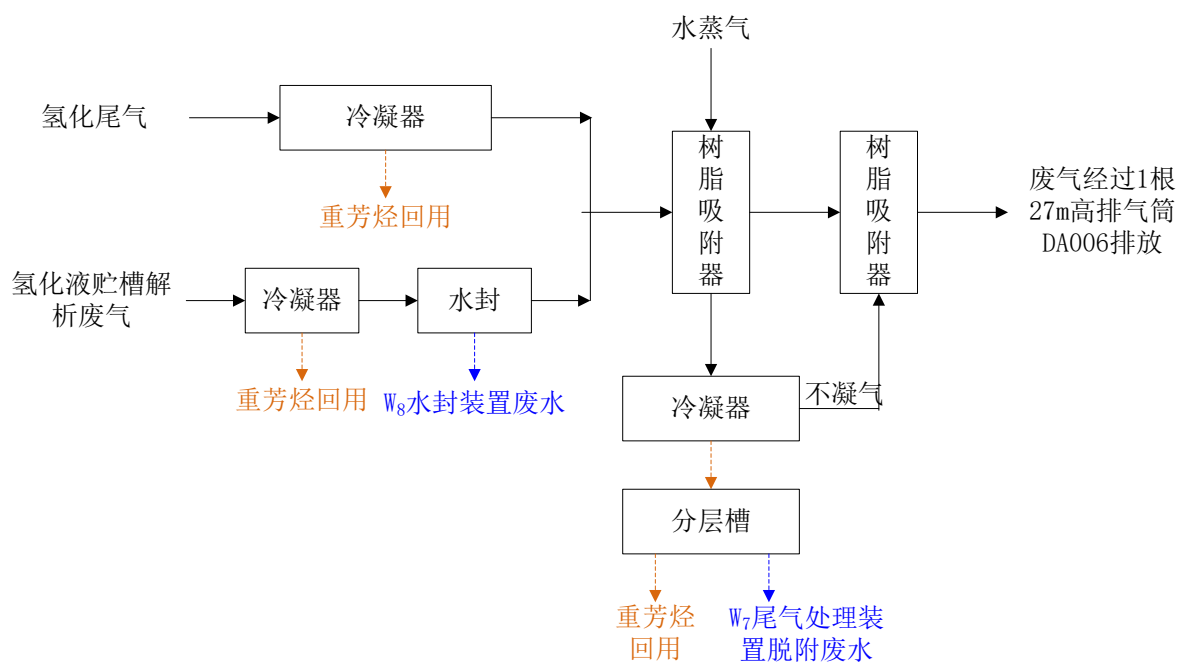 水蒸气
氢化尾气
冷凝器
重芳烃回用
树
脂
吸
附
器
树
脂
吸
附
器
废气经过1根
27m高排气筒
DA006排放
氢化液贮槽解
析废气
冷凝器
水封
重芳烃回用
W₈水封装置废水
冷凝器
不凝气
分层槽
重芳烃
回用
W₇尾气处理装
置脱附废水